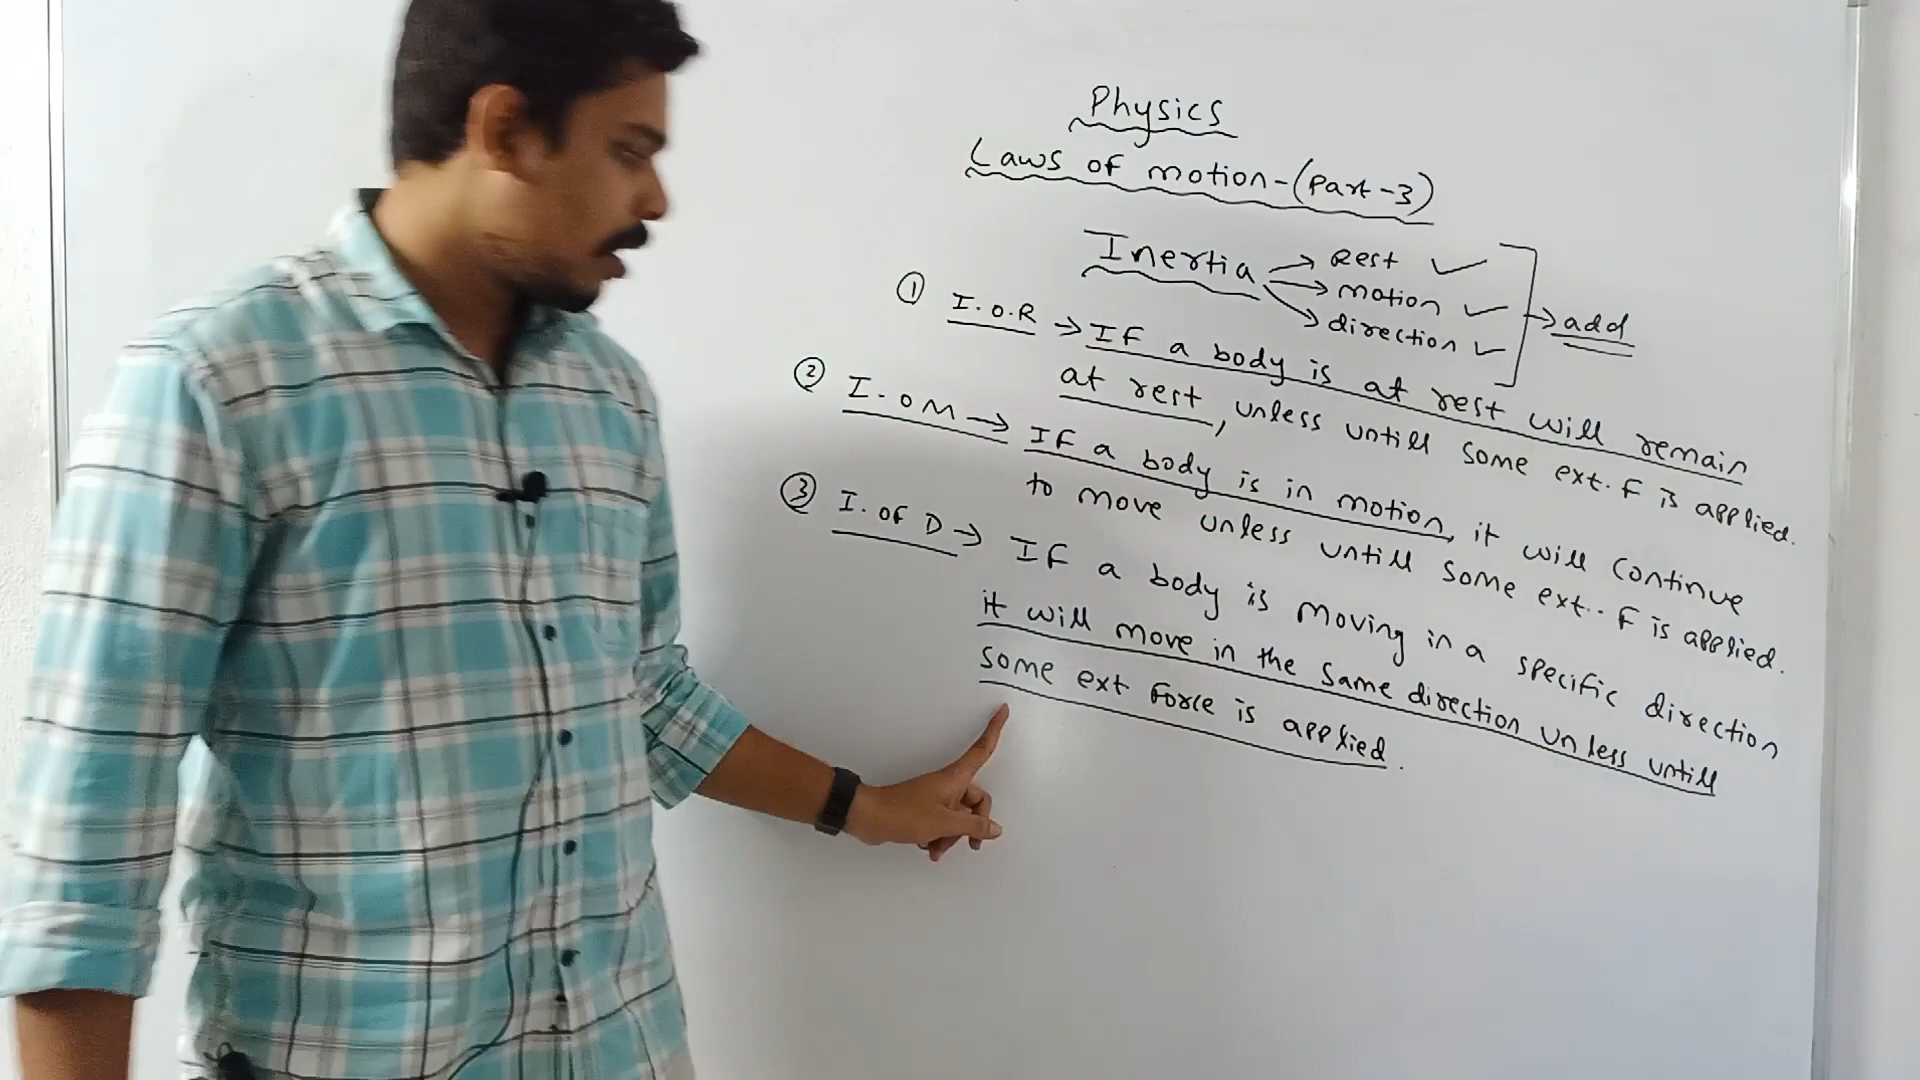 Physics
Laws of motion-(Part-3)
Inertia → Rest ✓
→ motion ✓
→ direction ✓
→ add
① I.O.R → IF a body is at rest will remain
at rest, unless untill some ext. F is applied.
② I.OM → IF a body is in motion, it will continue
to move unless untill some ext.. F is applied.
③ I.OF D → IF a body is moving in a specific direction
it will move in the same direction unless untill
some ext Force is applied.